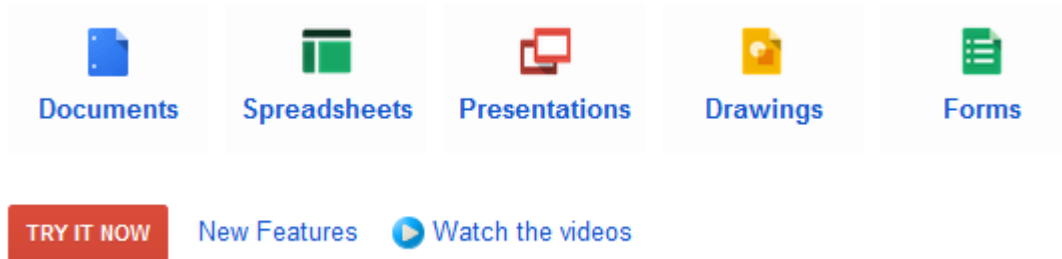 Documents Spreadsheets Presentations Drawings Forms
TRY IT NOW New Features Watch the videos